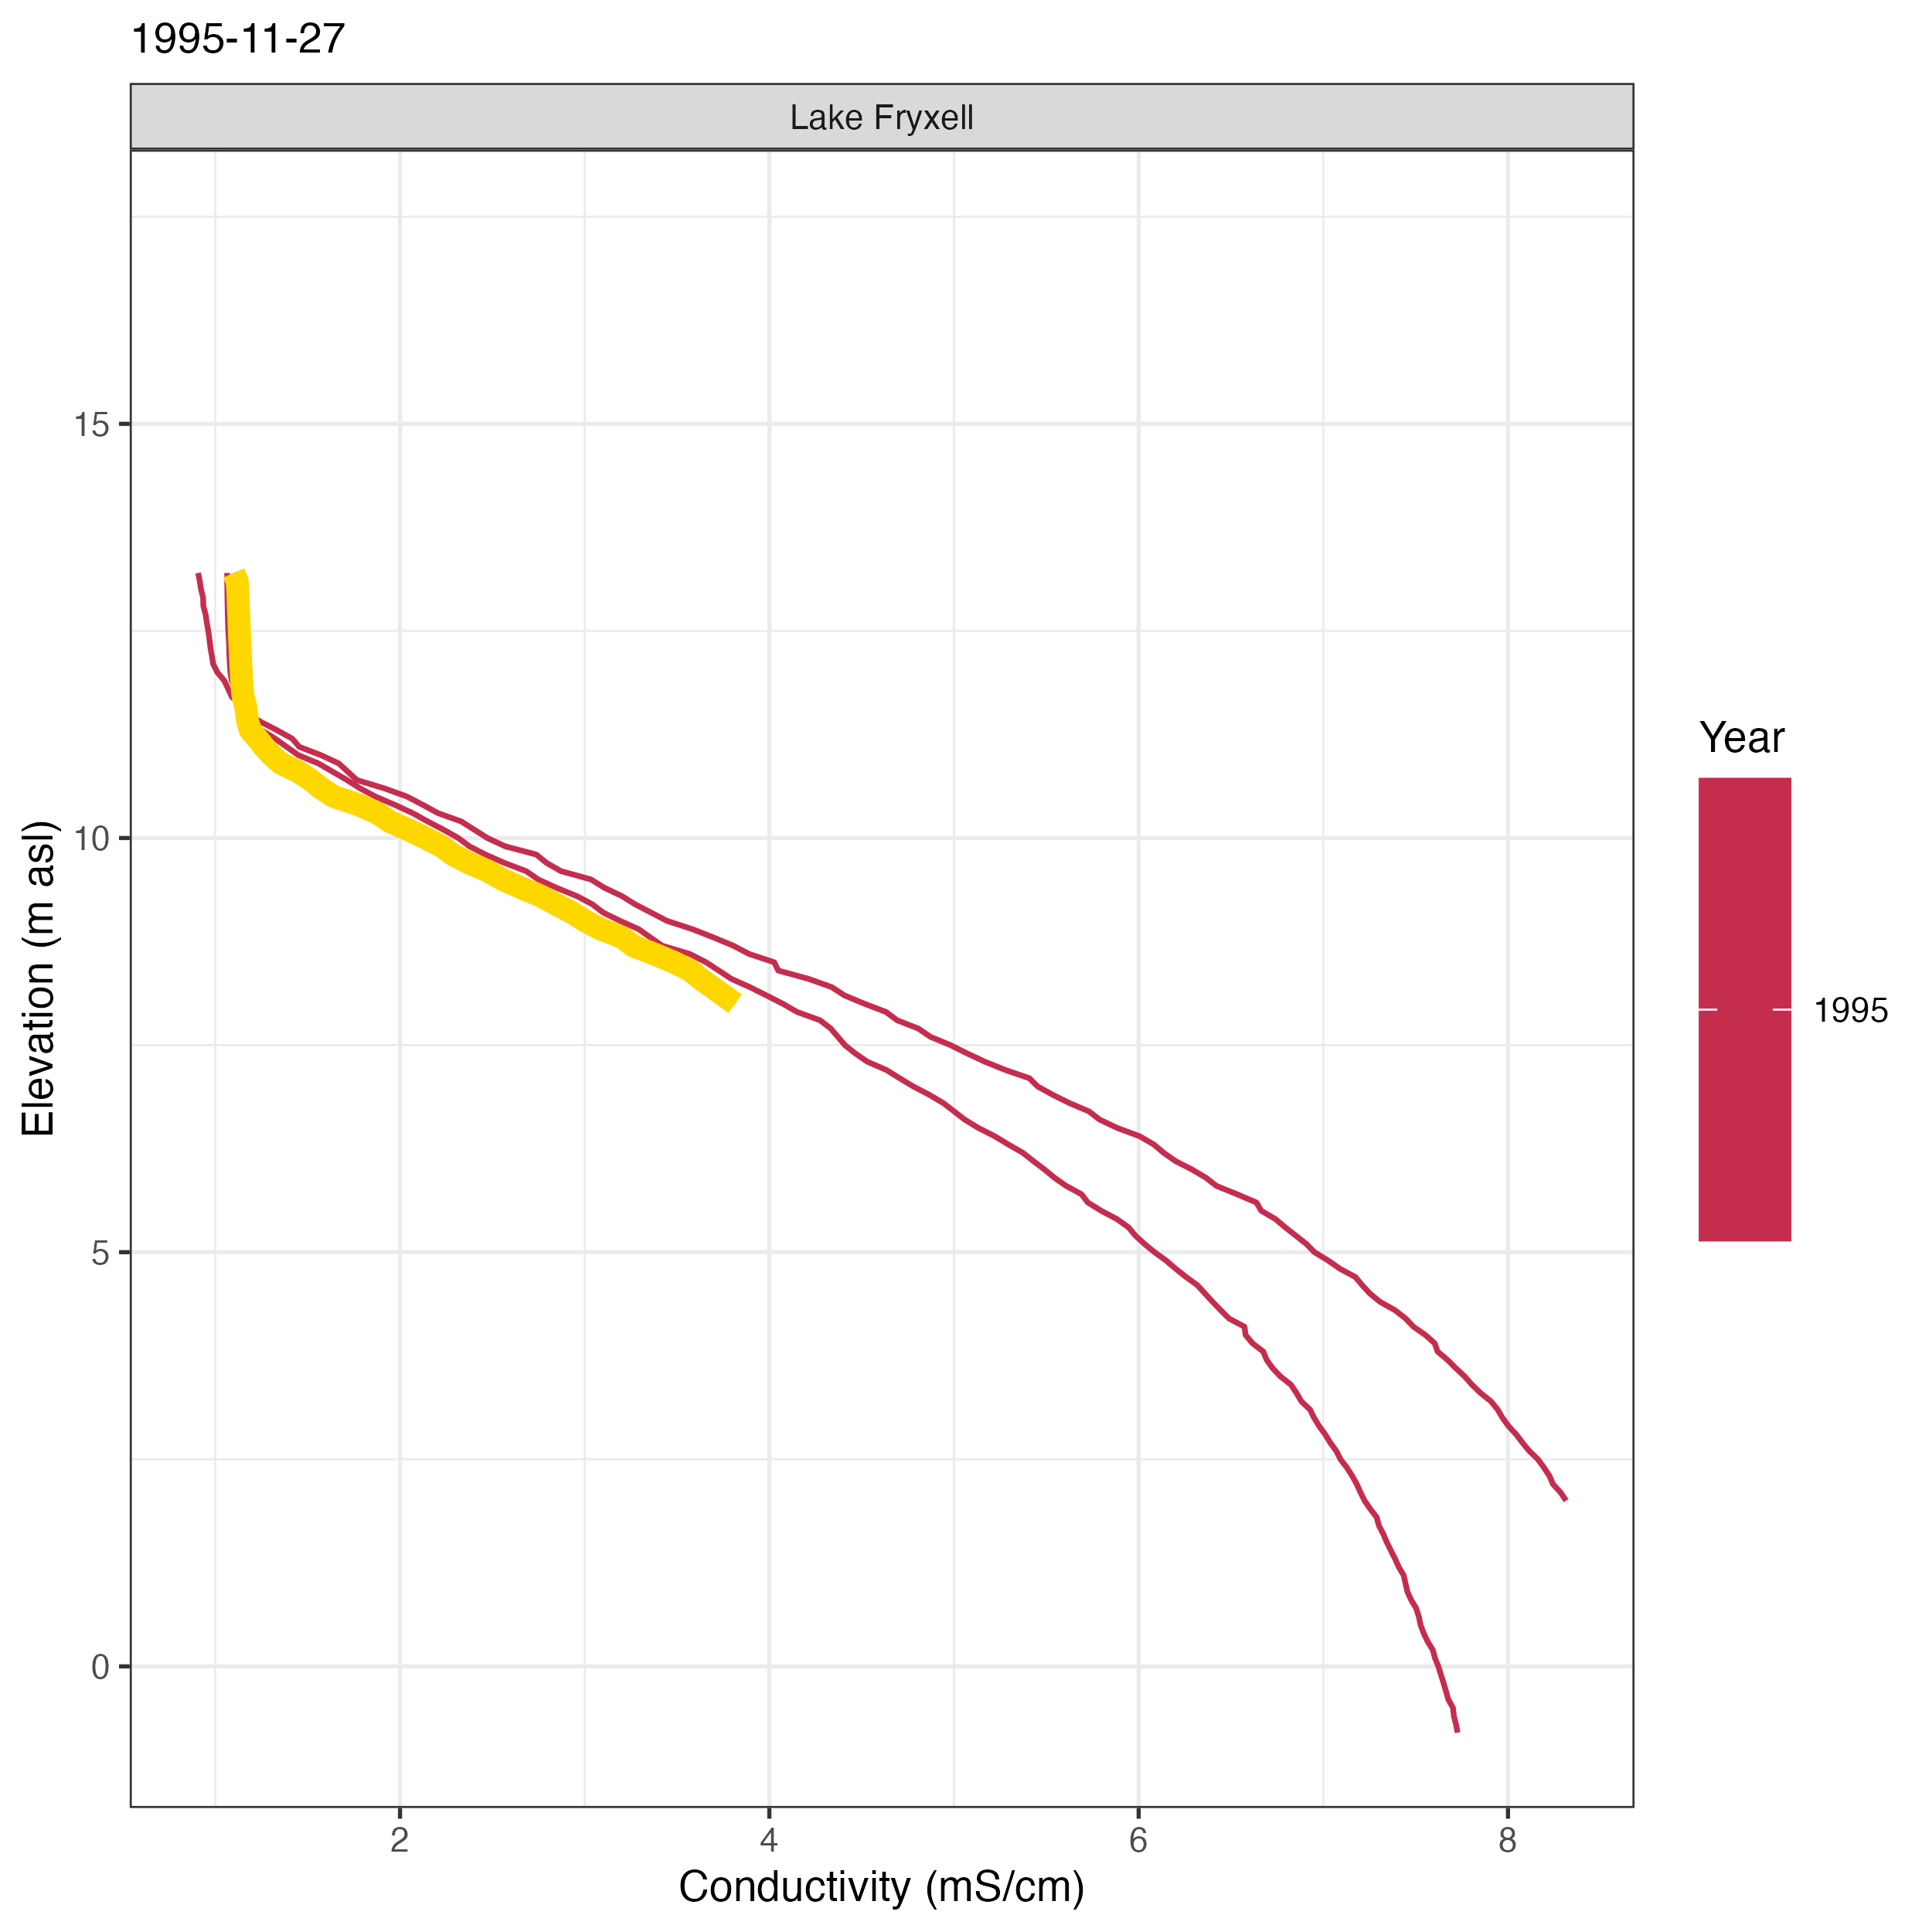 1995-11-27
Lake Fryxell
15
10
5
0
Elevation (m asl)
2
4
6
8
Conductivity (mS/cm)
Year
1995